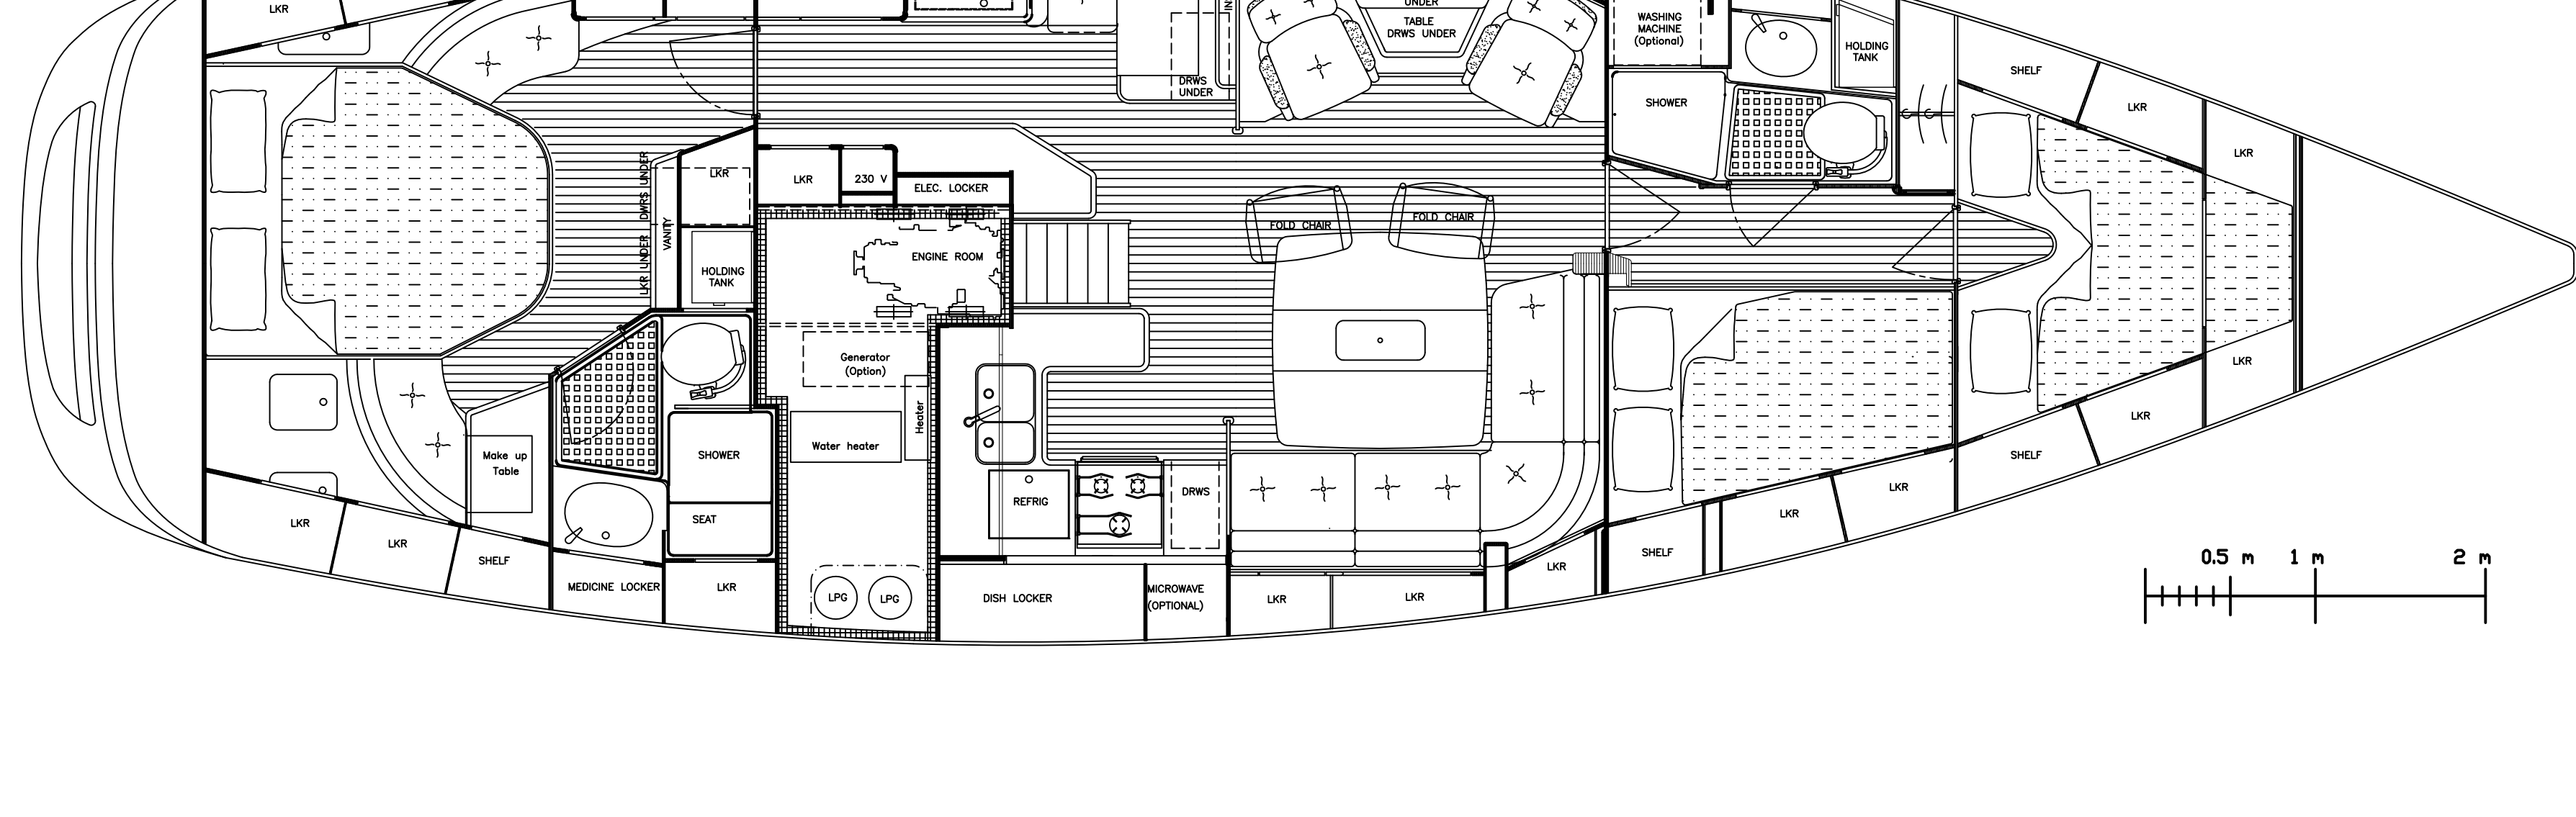 LKR
UNDER
TABLE
DRWS UNDER
WASHING
MACHINE
(Optional)
HOLDING
TANK
SHELF
LKR
DRWS
UNDER
SHOWER
LKR
LKR
LKR
230 V
ELEC. LOCKER
LKR UNDER
DWRS UNDER
VANITY
FOLD CHAIR
FOLD CHAIR
HOLDING
TANK
ENGINE ROOM
Generator
(Option)
LKR
Heater
Water heater
LKR
Make up
Table
SHOWER
SHELF
REFRIG
DRWS
LKR
SEAT
LKR
LKR
LKR
SHELF
SHELF
LKR
MEDICINE LOCKER
LKR
LPG
LPG
DISH LOCKER
MICROWAVE
(OPTIONAL)
LKR
LKR
0.5 m
1 m
2 m